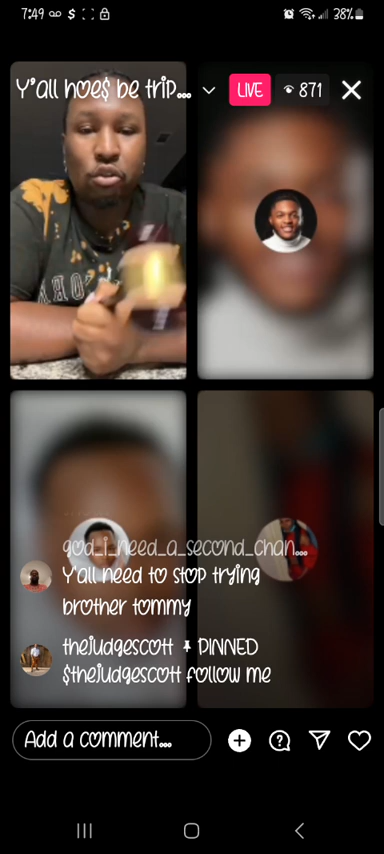 7:49 $ 38%
Y'all hoe$ be trip... LIVE 871
god_i_need_a_second_chan...
Y'all need to stop trying
brother tommy
thejudgescott PINNED
$thejudgescott follow me
Add a comment...